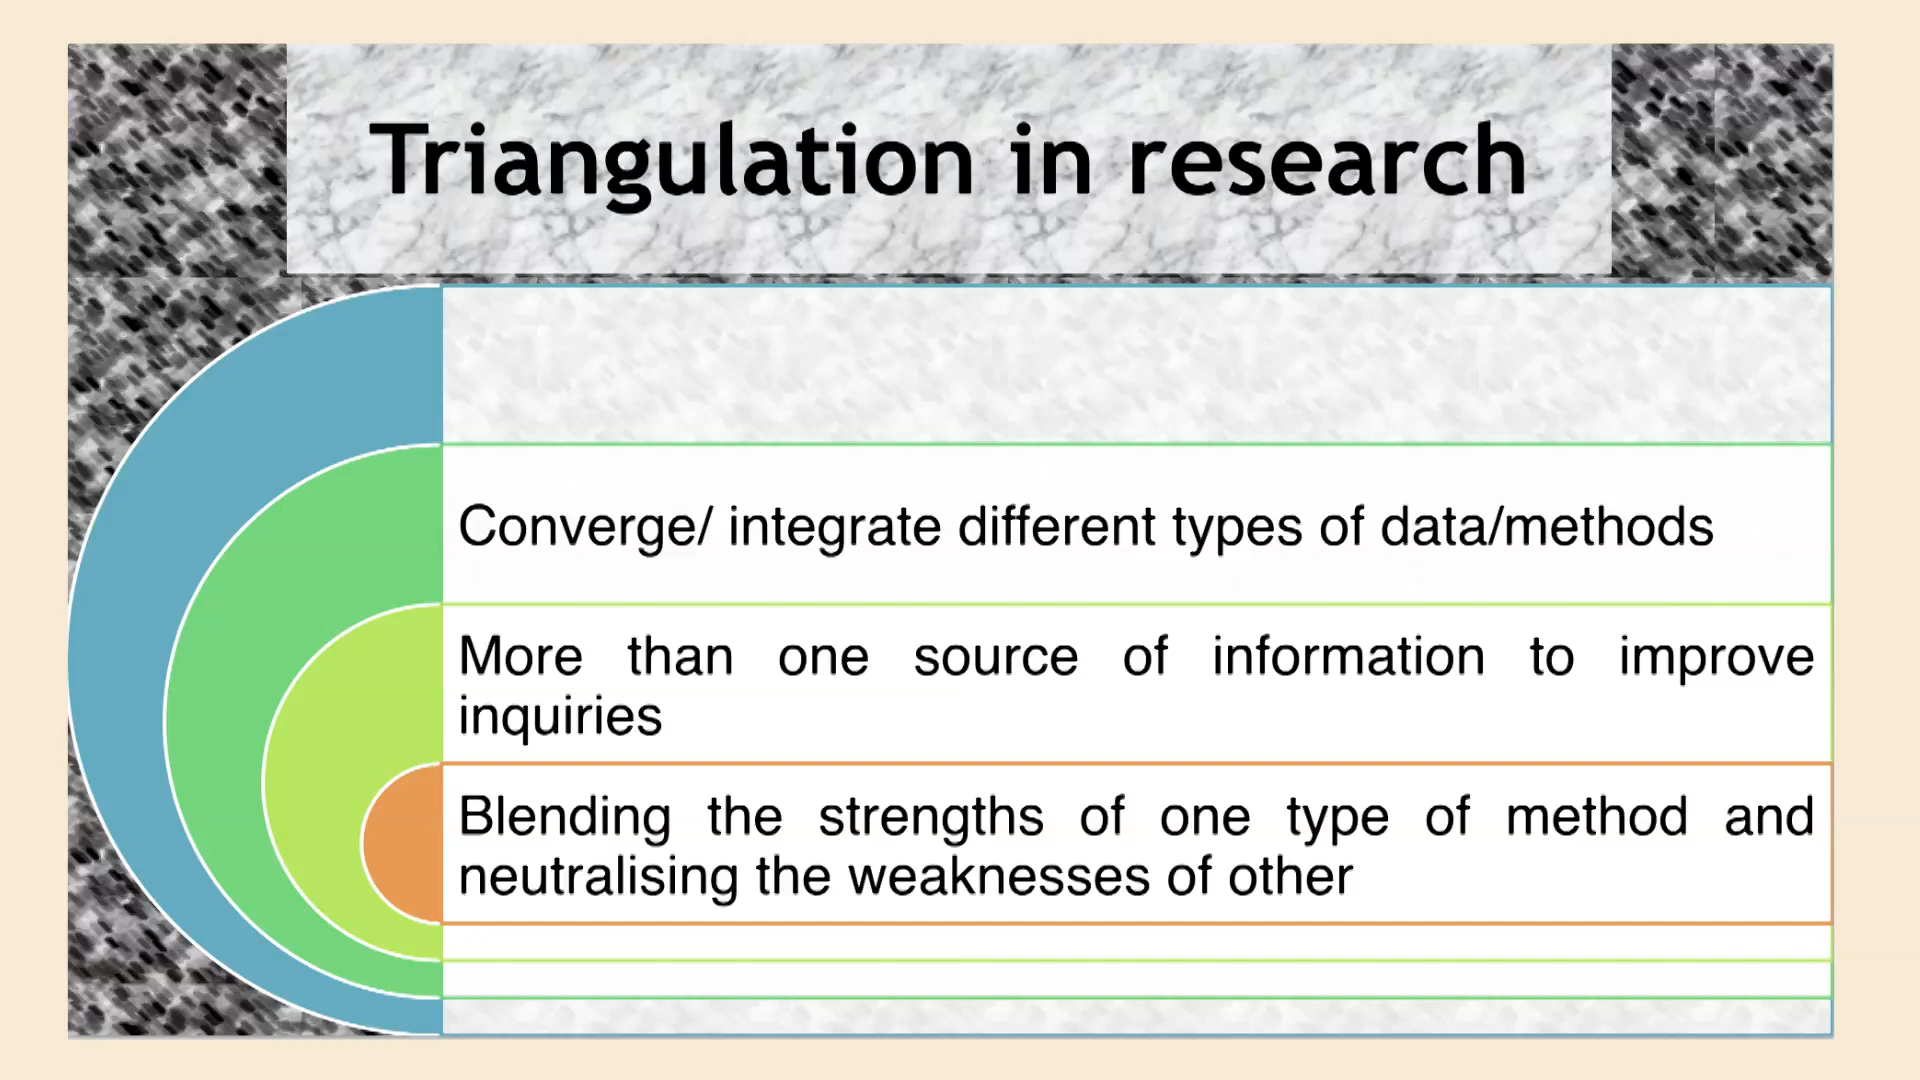 Triangulation in research
Converge/ integrate different types of data/methods
More than one source of information to improve
inquiries
Blending the strengths of one type of method and
neutralising the weaknesses of other